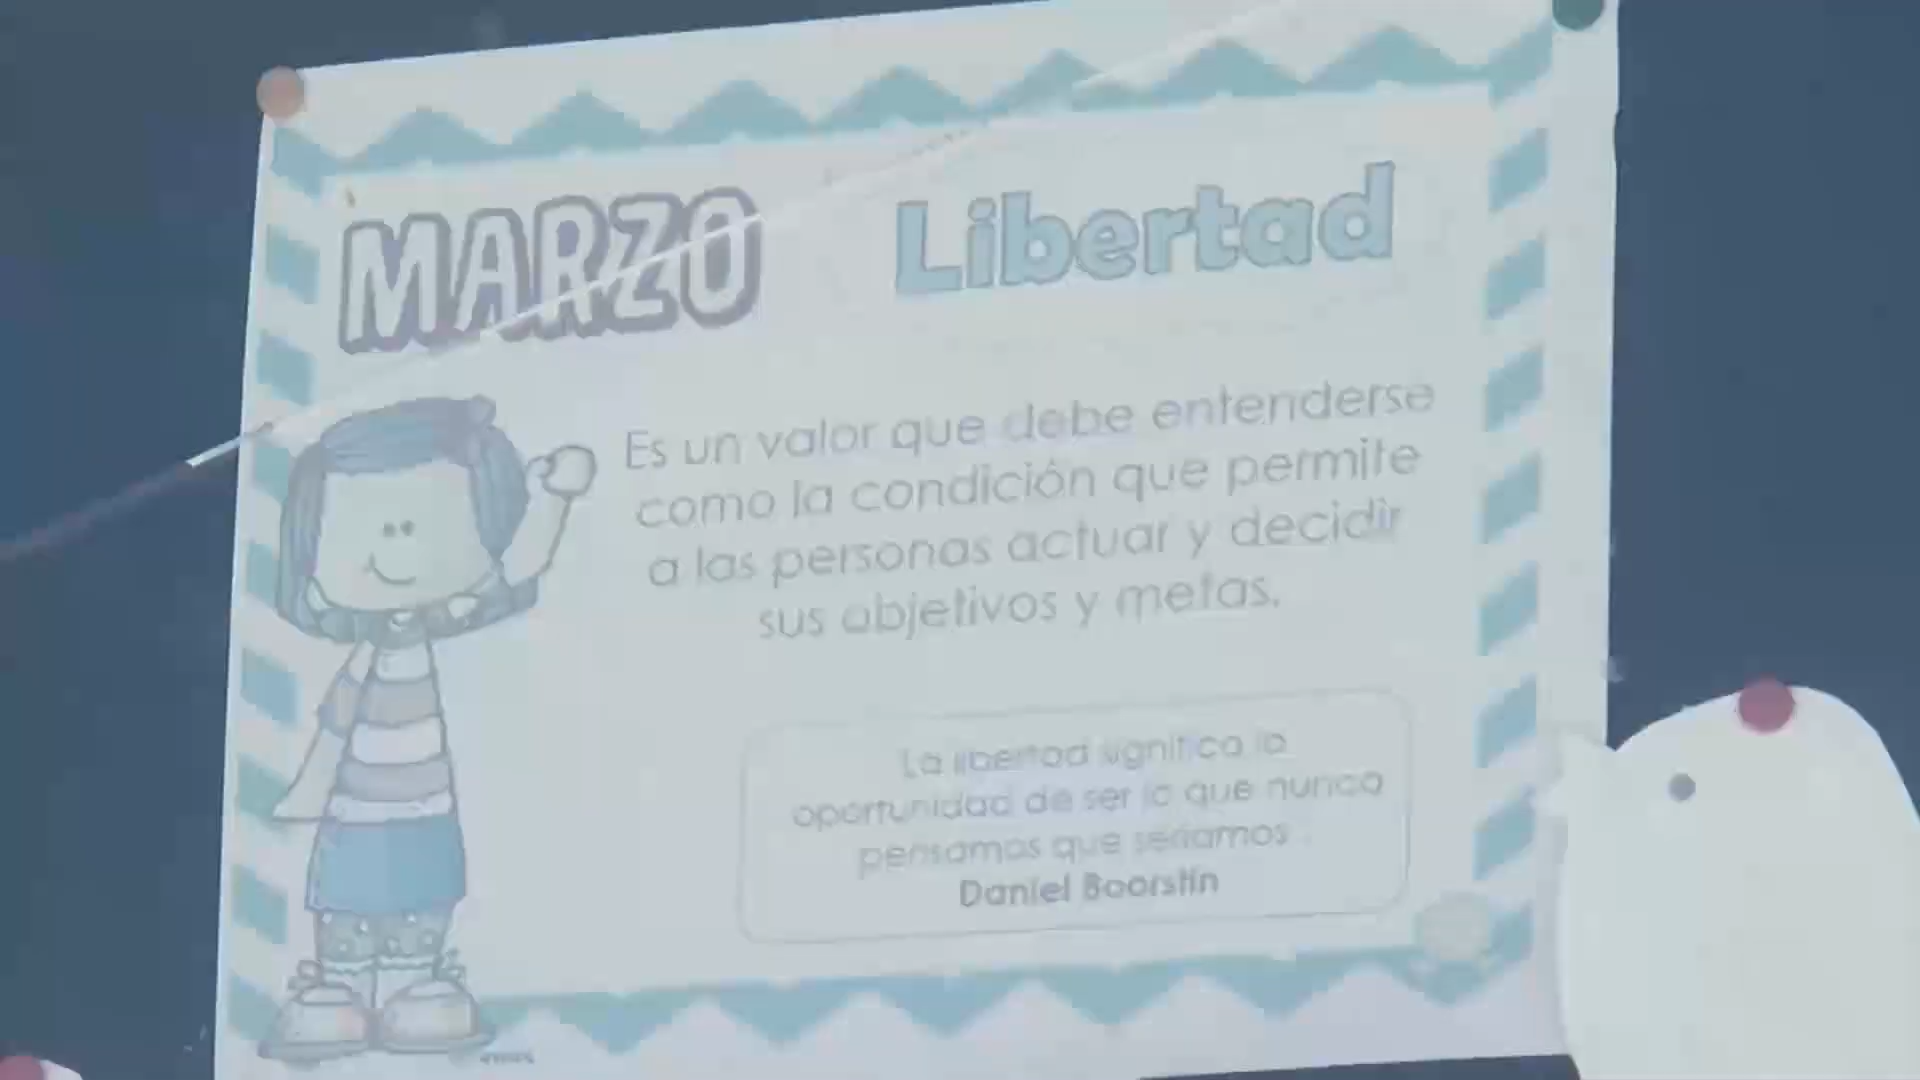 MARZO Libertad
Es un valor que debe entenderse
como la condición que permite
a las personas actuar y decidir
sus objetivos y metas.
La libertad significa la
oportunidad de ser lo que nunca
pensamos que seríamos.
Daniel Boorstin